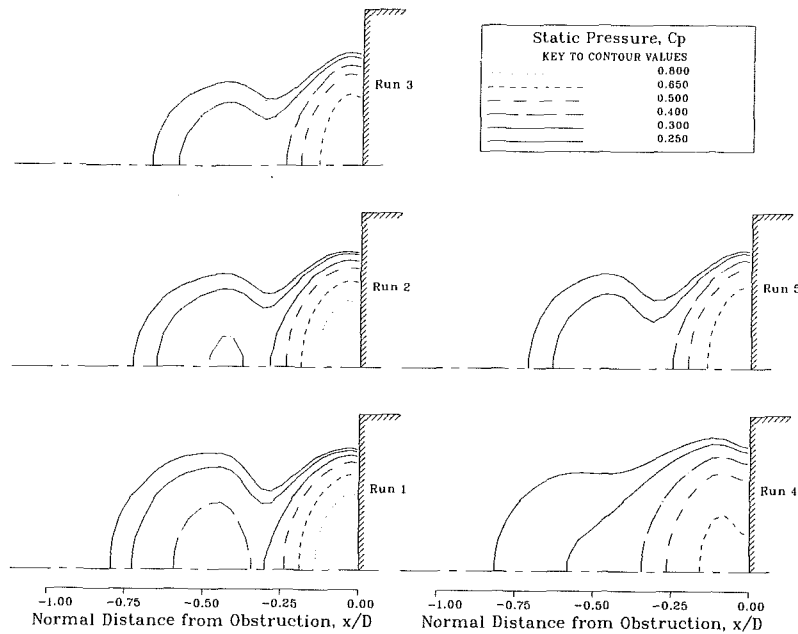 Static Pressure, Cp
KEY TO CONTOUR VALUES
0.800
0.650
0.500
0.400
0.300
0.250
Run 3
Run 2
Run 5
Run 1
Run 4
-1.00 -0.75 -0.50 -0.25 0.00
Normal Distance from Obstruction, x/D
-1.00 -0.75 -0.50 -0.25 0.00
Normal Distance from Obstruction, x/D